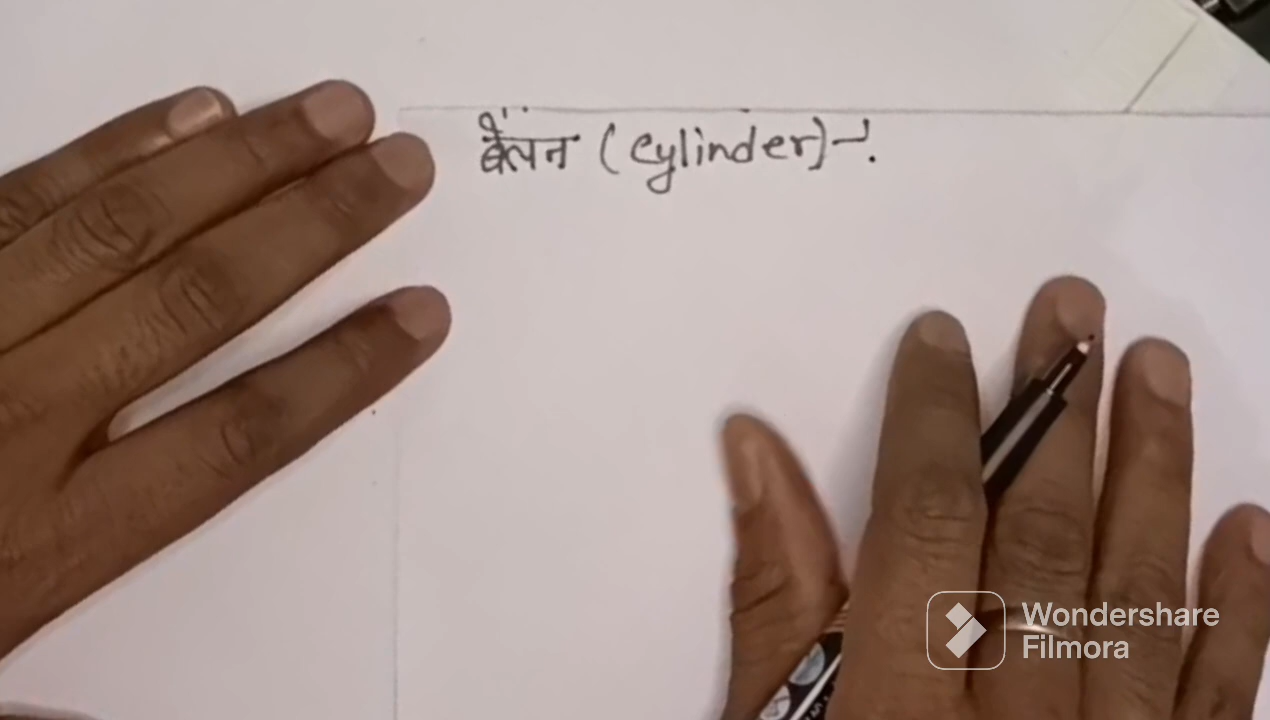 बेलन (Cylinder) →.
Wondershare
Filmora